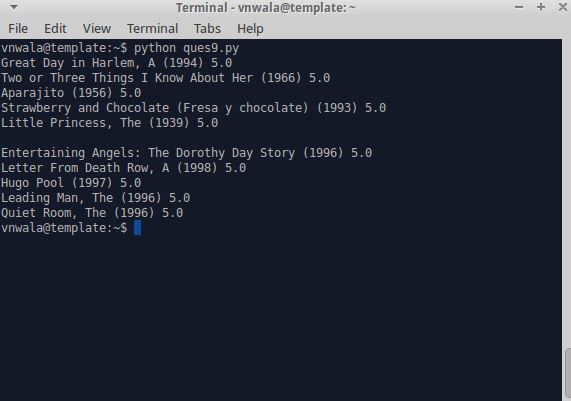 Terminal - vnwala@template: ~
File Edit View Terminal Tabs Help
vnwala@template:~$ python ques9.py
Great Day in Harlem, A (1994) 5.0
Two or Three Things I Know About Her (1966) 5.0
Aparajito (1956) 5.0
Strawberry and Chocolate (Fresa y chocolate) (1993) 5.0
Little Princess, The (1939) 5.0

Entertaining Angels: The Dorothy Day Story (1996) 5.0
Letter From Death Row, A (1998) 5.0
Hugo Pool (1997) 5.0
Leading Man, The (1996) 5.0
Quiet Room, The (1996) 5.0
vnwala@template:~$